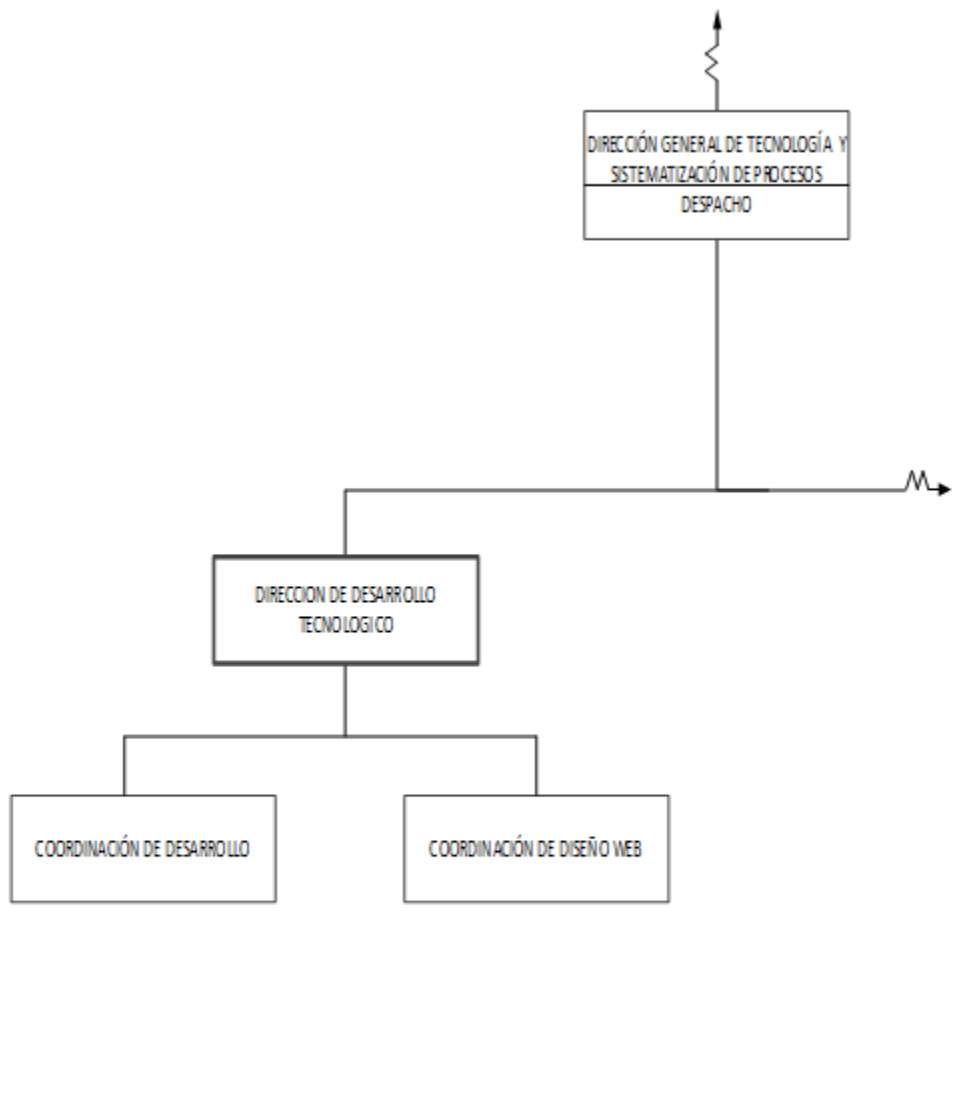 DIRECCIÓN GENERAL DE TECNOLOGÍA Y
SISTEMATIZACIÓN DE PROCESOS
DESPACHO
DIRECCION DE DESARROLLO
TECNOLOGICO
COORDINACIÓN DE DESARROLLO
COORDINACIÓN DE DISEÑO WEB